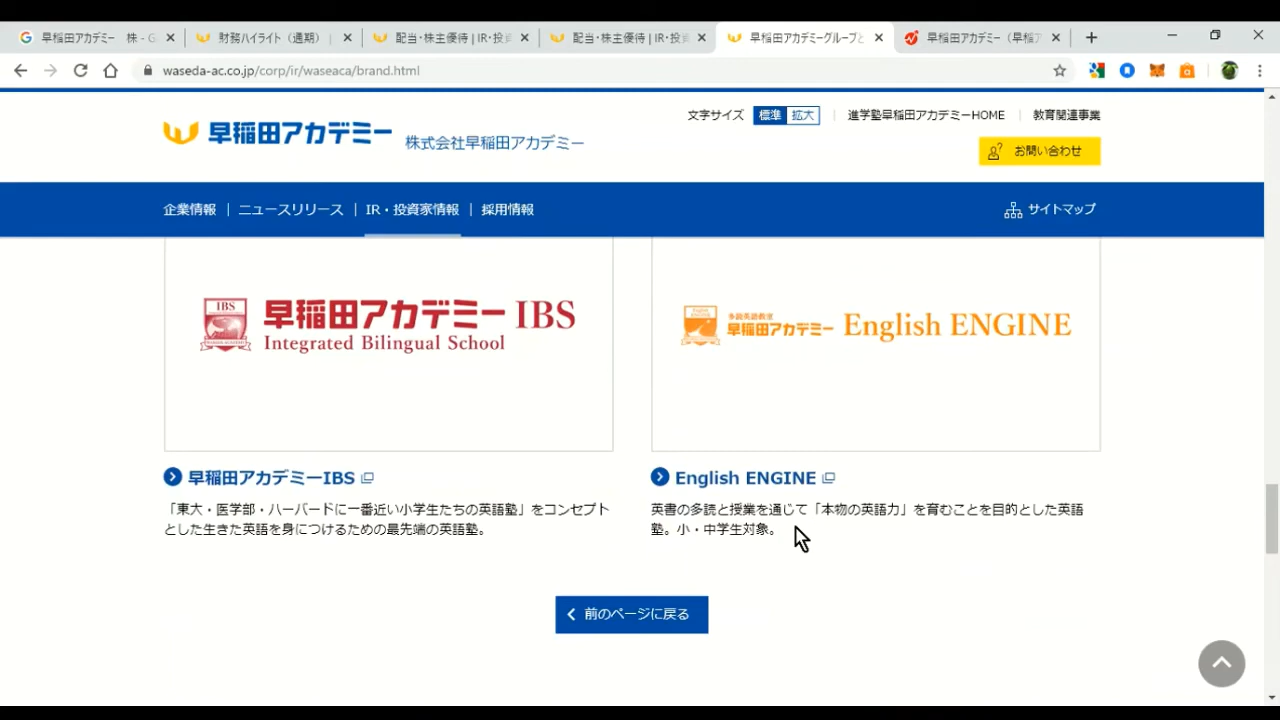 早稲田アカデミー 株 - G
財務ハイライト（通期）
配当・株主優待 | IR・投資
配当・株主優待 | IR・投資
早稲田アカデミーグループと
早稲田アカデミー（早稲ア
waseda-ac.co.jp/corp/ir/waseaca/brand.html
文字サイズ 標準 拡大 進学塾早稲田アカデミーHOME 教育関連事業
早稲田アカデミー 株式会社早稲田アカデミー
お問い合わせ
企業情報 | ニュースリリース | IR・投資家情報 | 採用情報 サイトマップ
IBS
早稲田アカデミー IBS
Integrated Bilingual School
多読英語教室
早稲田アカデミー English ENGINE
早稲田アカデミーIBS
「東大・医学部・ハーバードに一番近い小学生たちの英語塾」をコンセプト
とした生きた英語を身につけるための最先端の英語塾。
English ENGINE
英書の多読と授業を通じて「本物の英語力」を育むことを目的とした英語
塾。小・中学生対象。
前のページに戻る